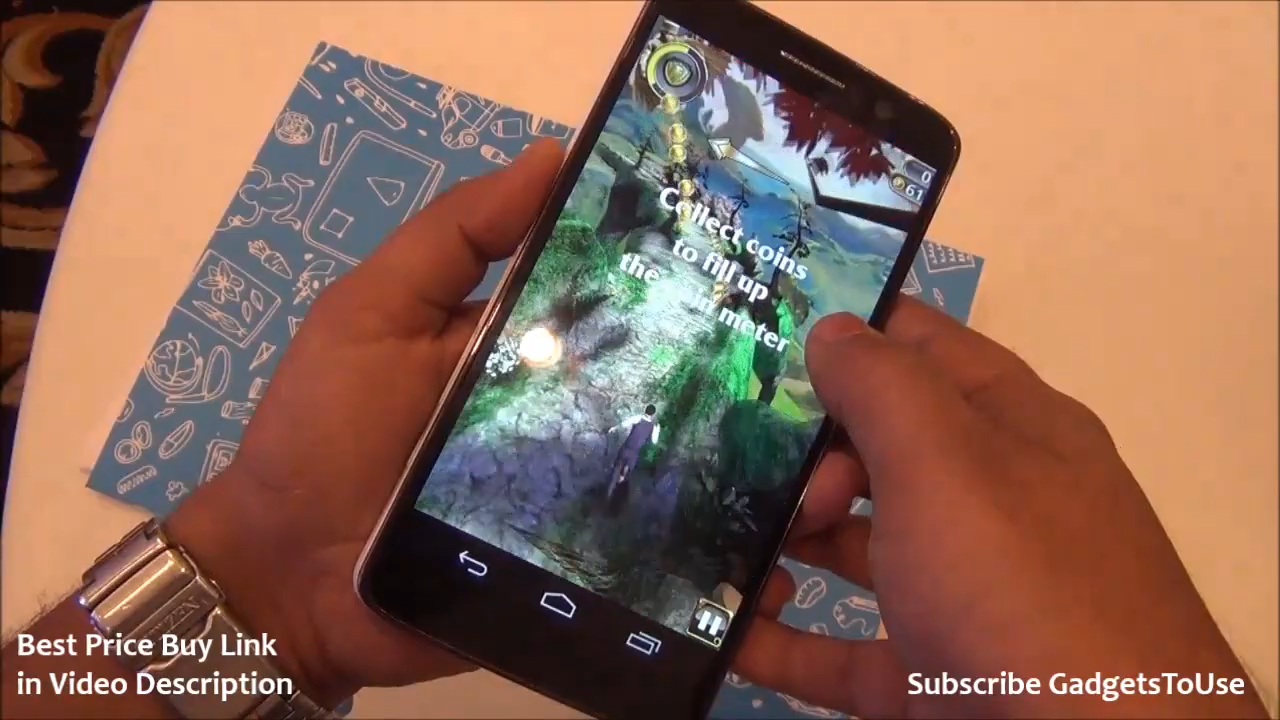 0
61
Collect coins
to fill up
the meter
Best Price Buy Link
in Video Description
Subscribe GadgetsToUse